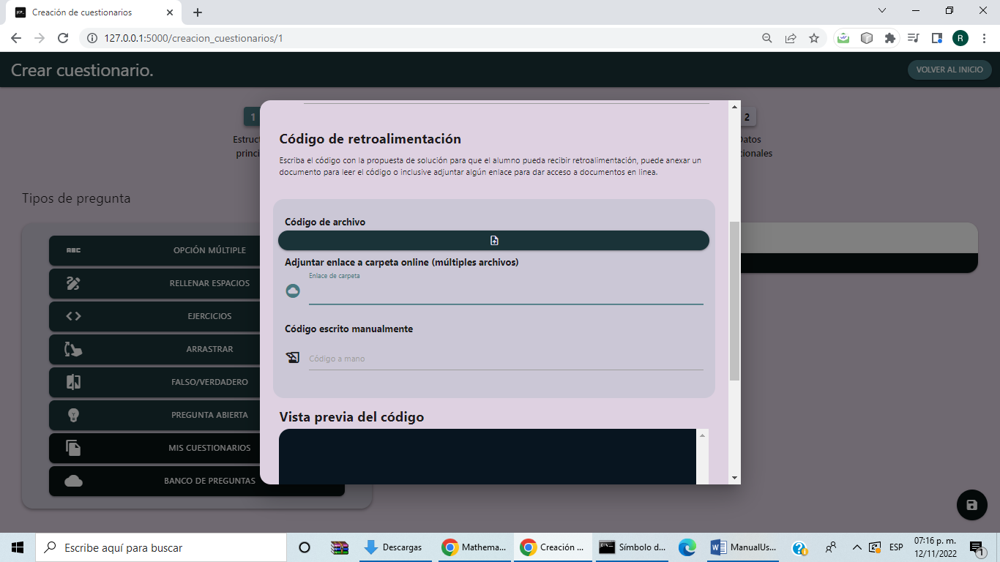 Creación de cuestionarios
127.0.0.1:5000/creacion_cuestionarios/1
R
Crear cuestionario.
VOLVER AL INICIO
1
2
Estruc
princi
Datos
cionales
Código de retroalimentación
Escriba el código con la propuesta de solución para que el alumno pueda recibir retroalimentación, puede anexar un
documento para leer el código o inclusive adjuntar algún enlace para dar acceso a documentos en linea.
Tipos de pregunta
ABC OPCIÓN MÚLTIPLE
RELLENAR ESPACIOS
EJERCICIOS
ARRASTRAR
FALSO/VERDADERO
PREGUNTA ABIERTA
MIS CUESTIONARIOS
BANCO DE PREGUNTAS
Código de archivo
Adjuntar enlace a carpeta online (múltiples archivos)
Enlace de carpeta
Código escrito manualmente
Código a mano
Vista previa del código
Escribe aquí para buscar
Descargas
Mathema...
Creación ...
Símbolo d...
ManualUs...
ESP
07:16 p. m.
12/11/2022
1